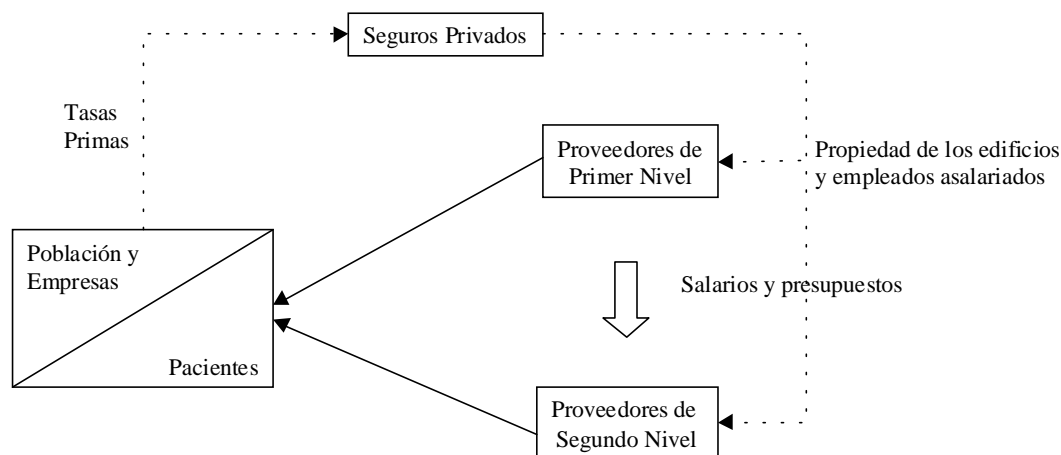 Seguros Privados
Tasas
Primas
Proveedores de
Primer Nivel
Propiedad de los edificios
y empleados asalariados
Población y
Empresas
Pacientes
Salarios y presupuestos
Proveedores de
Segundo Nivel